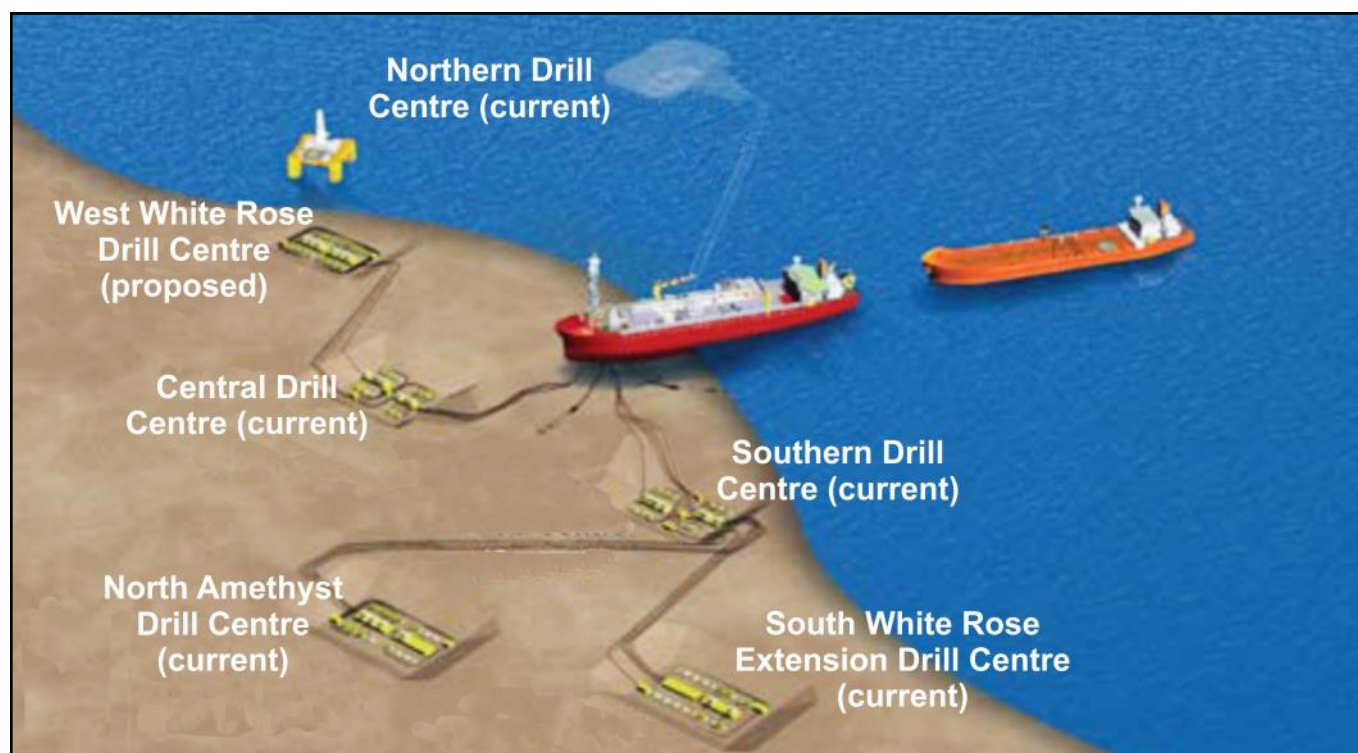 Northern Drill
Centre (current)
West White Rose
Drill Centre
(proposed)
Central Drill
Centre (current)
Southern Drill
Centre (current)
North Amethyst
Drill Centre
(current)
South White Rose
Extension Drill Centre
(current)